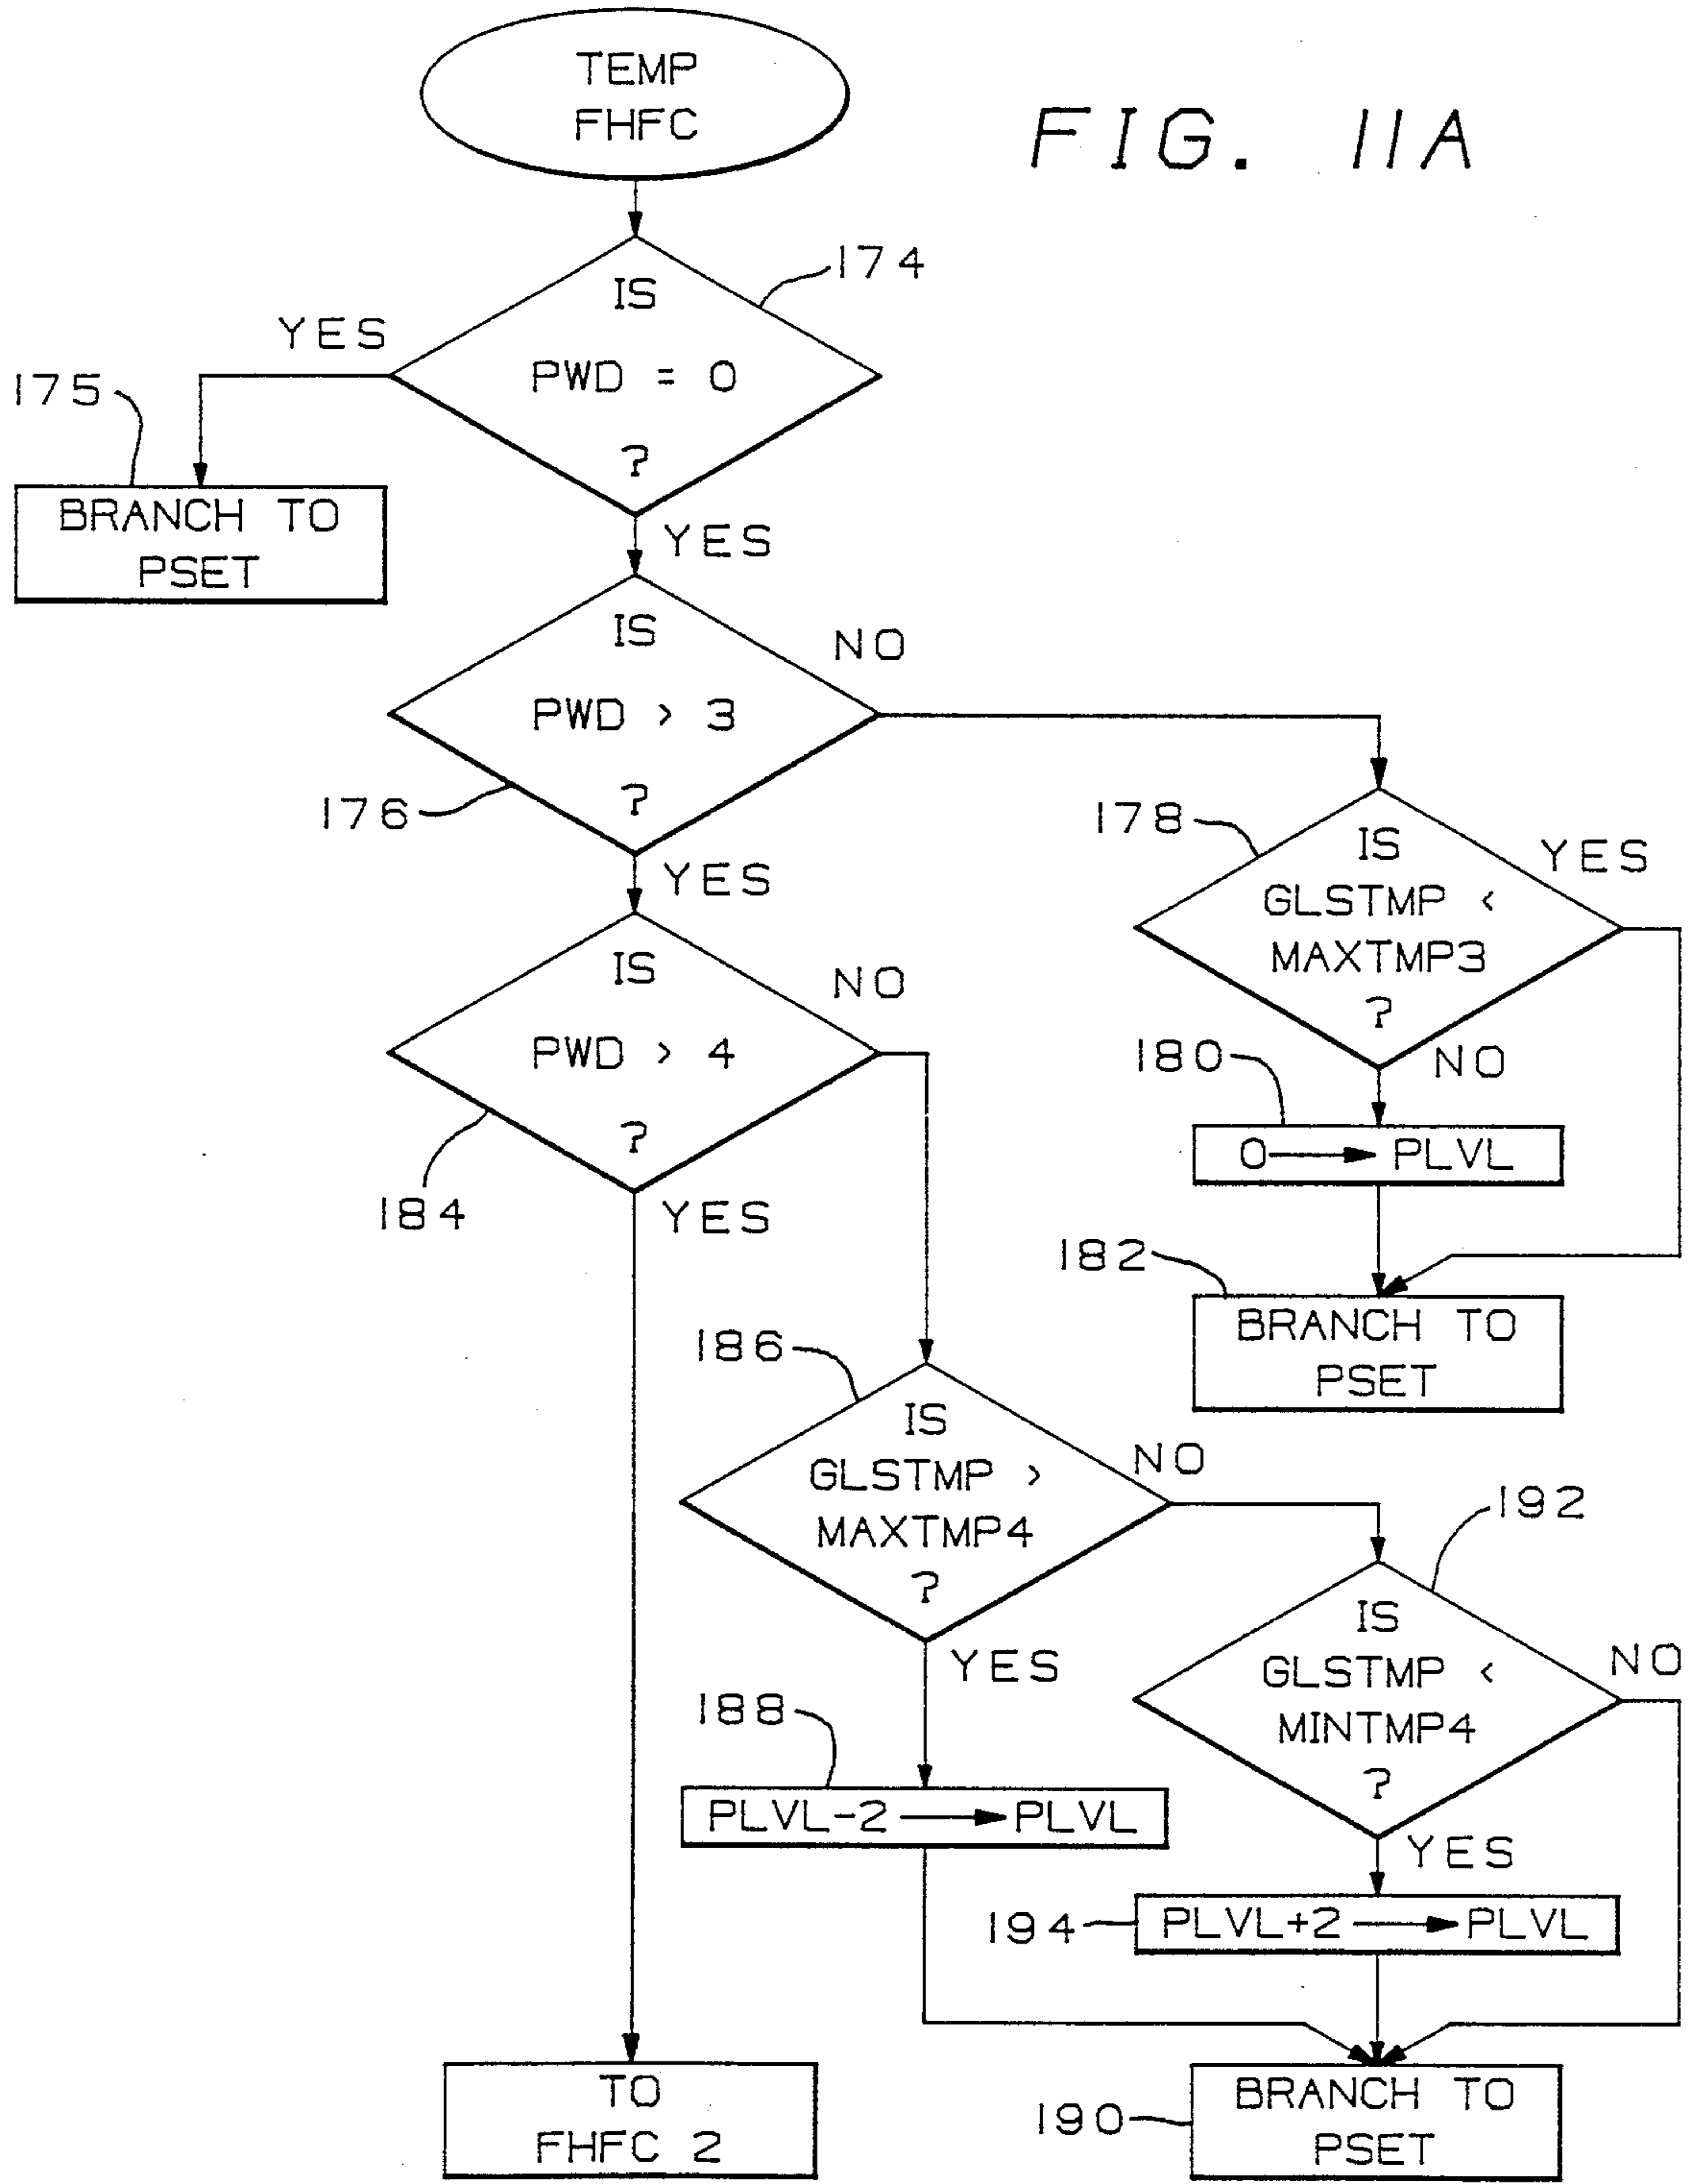 TEMP
FHFC
FIG. 11A
174
IS
PWD = 0
?
YES
175
BRANCH TO
PSET
YES
IS
PWD > 3
?
NO
176
YES
178
IS
GLSTMP <
MAXTMP3
?
YES
NO
180
0 → PLVL
182
BRANCH TO
PSET
IS
PWD > 4
?
NO
184
YES
186
IS
GLSTMP >
MAXTMP4
?
NO
YES
188
PLVL-2 → PLVL
192
IS
GLSTMP <
MINTMP4
?
NO
YES
194
PLVL+2 → PLVL
TO
FHFC 2
190
BRANCH TO
PSET